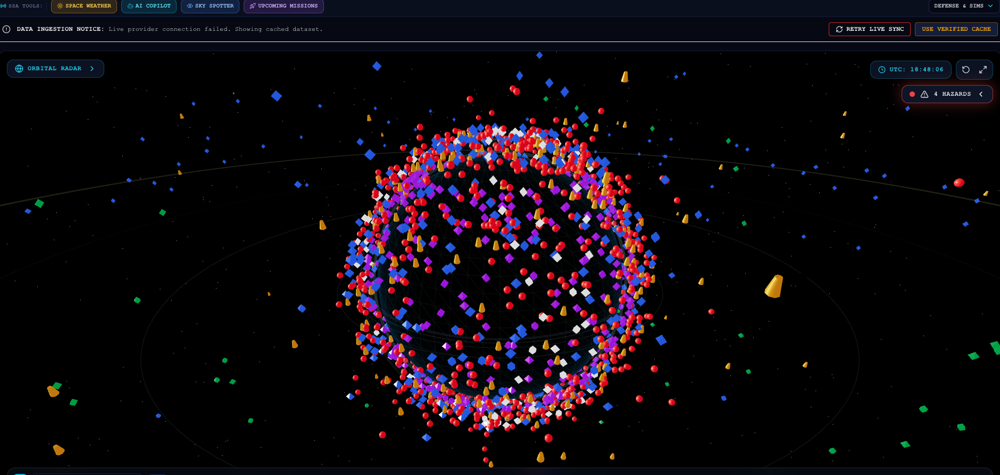 SSA TOOLS: SPACE WEATHER AI COPILOT SKY SPOTTER UPCOMING MISSIONS DEFENSE & SIMS
DATA INGESTION NOTICE: Live provider connection failed. Showing cached dataset. RETRY LIVE SYNC USE VERIFIED CACHE
ORBITAL RADAR UTC: 18:48:06
4 HAZARDS